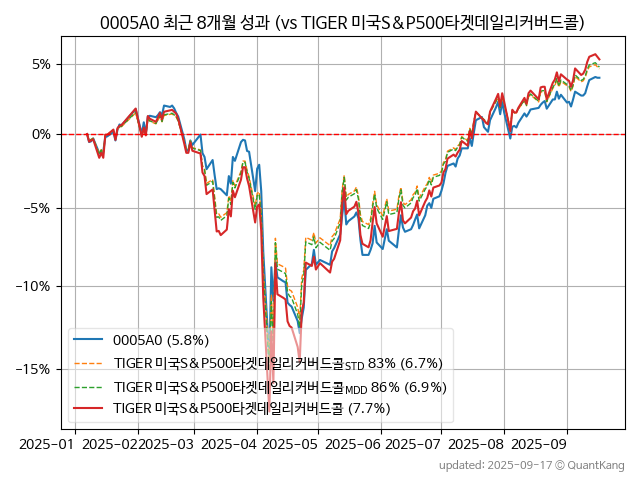 0005A0 최근 8개월 성과 (vs TIGER 미국S&P500타겟데일리커버드콜)
5%
0%
−5%
−10%
−15%
0005A0 (5.8%)
TIGER 미국S&P500타겟데일리커버드콜STD 83% (6.7%)
TIGER 미국S&P500타겟데일리커버드콜MDD 86% (6.9%)
TIGER 미국S&P500타겟데일리커버드콜 (7.7%)
2025-01 2025-02 2025-03 2025-04 2025-05 2025-06 2025-07 2025-08 2025-09
updated: 2025-09-17 © QuantKang